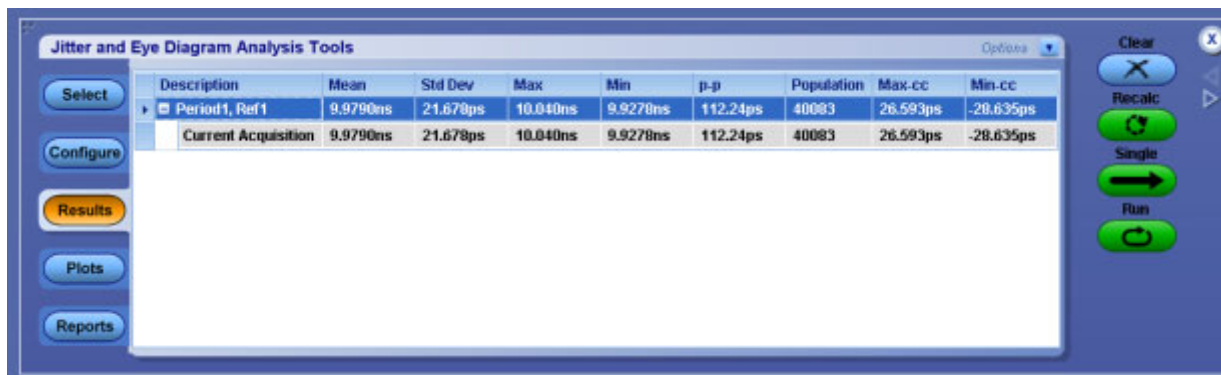 Jitter and Eye Diagram Analysis Tools
Options
Clear
X
Select
Description Mean Std Dev Max Min p-p Population Max-cc Min-cc
Recalc
Period1, Ref1 9.9790ns 21.678ps 10.040ns 9.9278ns 112.24ps 40083 26.593ps -28.635ps
Current Acquisition 9.9790ns 21.678ps 10.040ns 9.9278ns 112.24ps 40083 26.593ps -28.635ps
Configure
Single
Results
Run
Plots
Reports